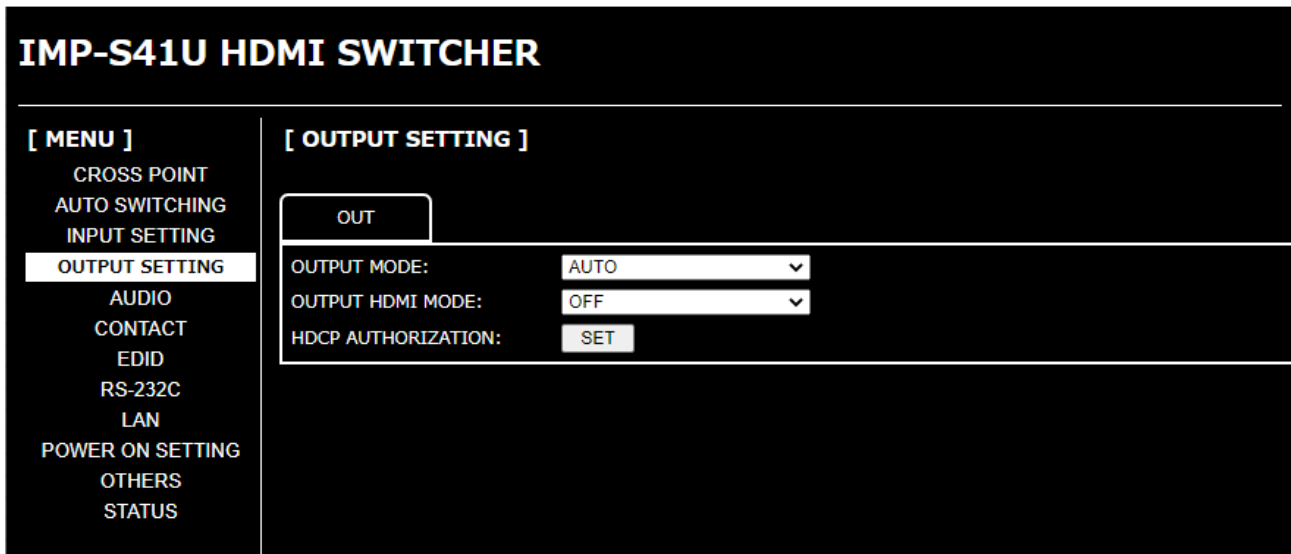 IMP-S41U HDMI SWITCHER
[ MENU ]
CROSS POINT
AUTO SWITCHING
INPUT SETTING
OUTPUT SETTING
AUDIO
CONTACT
EDID
RS-232C
LAN
POWER ON SETTING
OTHERS
STATUS
[ OUTPUT SETTING ]
OUT
OUTPUT MODE: AUTO
OUTPUT HDMI MODE: OFF
HDCP AUTHORIZATION: SET